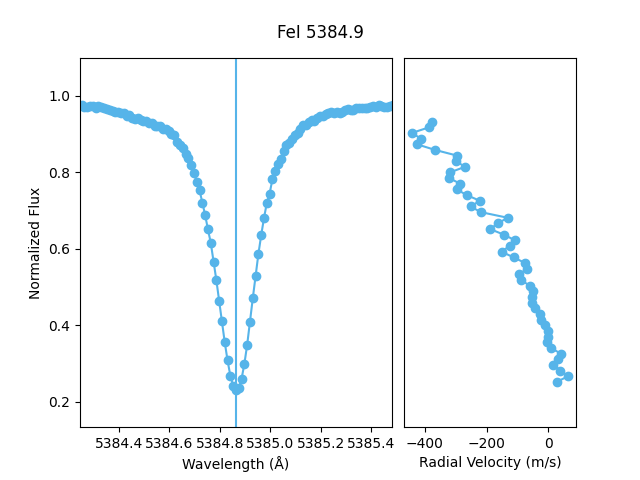 FeI 5384.9
Normalized Flux
1.0
0.8
0.6
0.4
0.2
5384.4 5384.6 5384.8 5385.0 5385.2 5385.4
Wavelength (Å)
−400 −200 0
Radial Velocity (m/s)